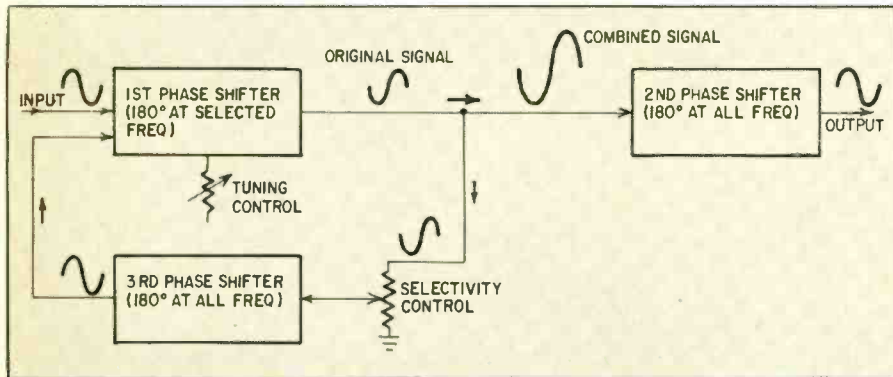 ORIGINAL SIGNAL
COMBINED SIGNAL
INPUT
1ST PHASE SHIFTER
(180° AT SELECTED
FREQ)
2ND PHASE SHIFTER
(180° AT ALL FREQ)
OUTPUT
TUNING
CONTROL
3RD PHASE SHIFTER
(180° AT ALL FREQ)
SELECTIVITY
CONTROL